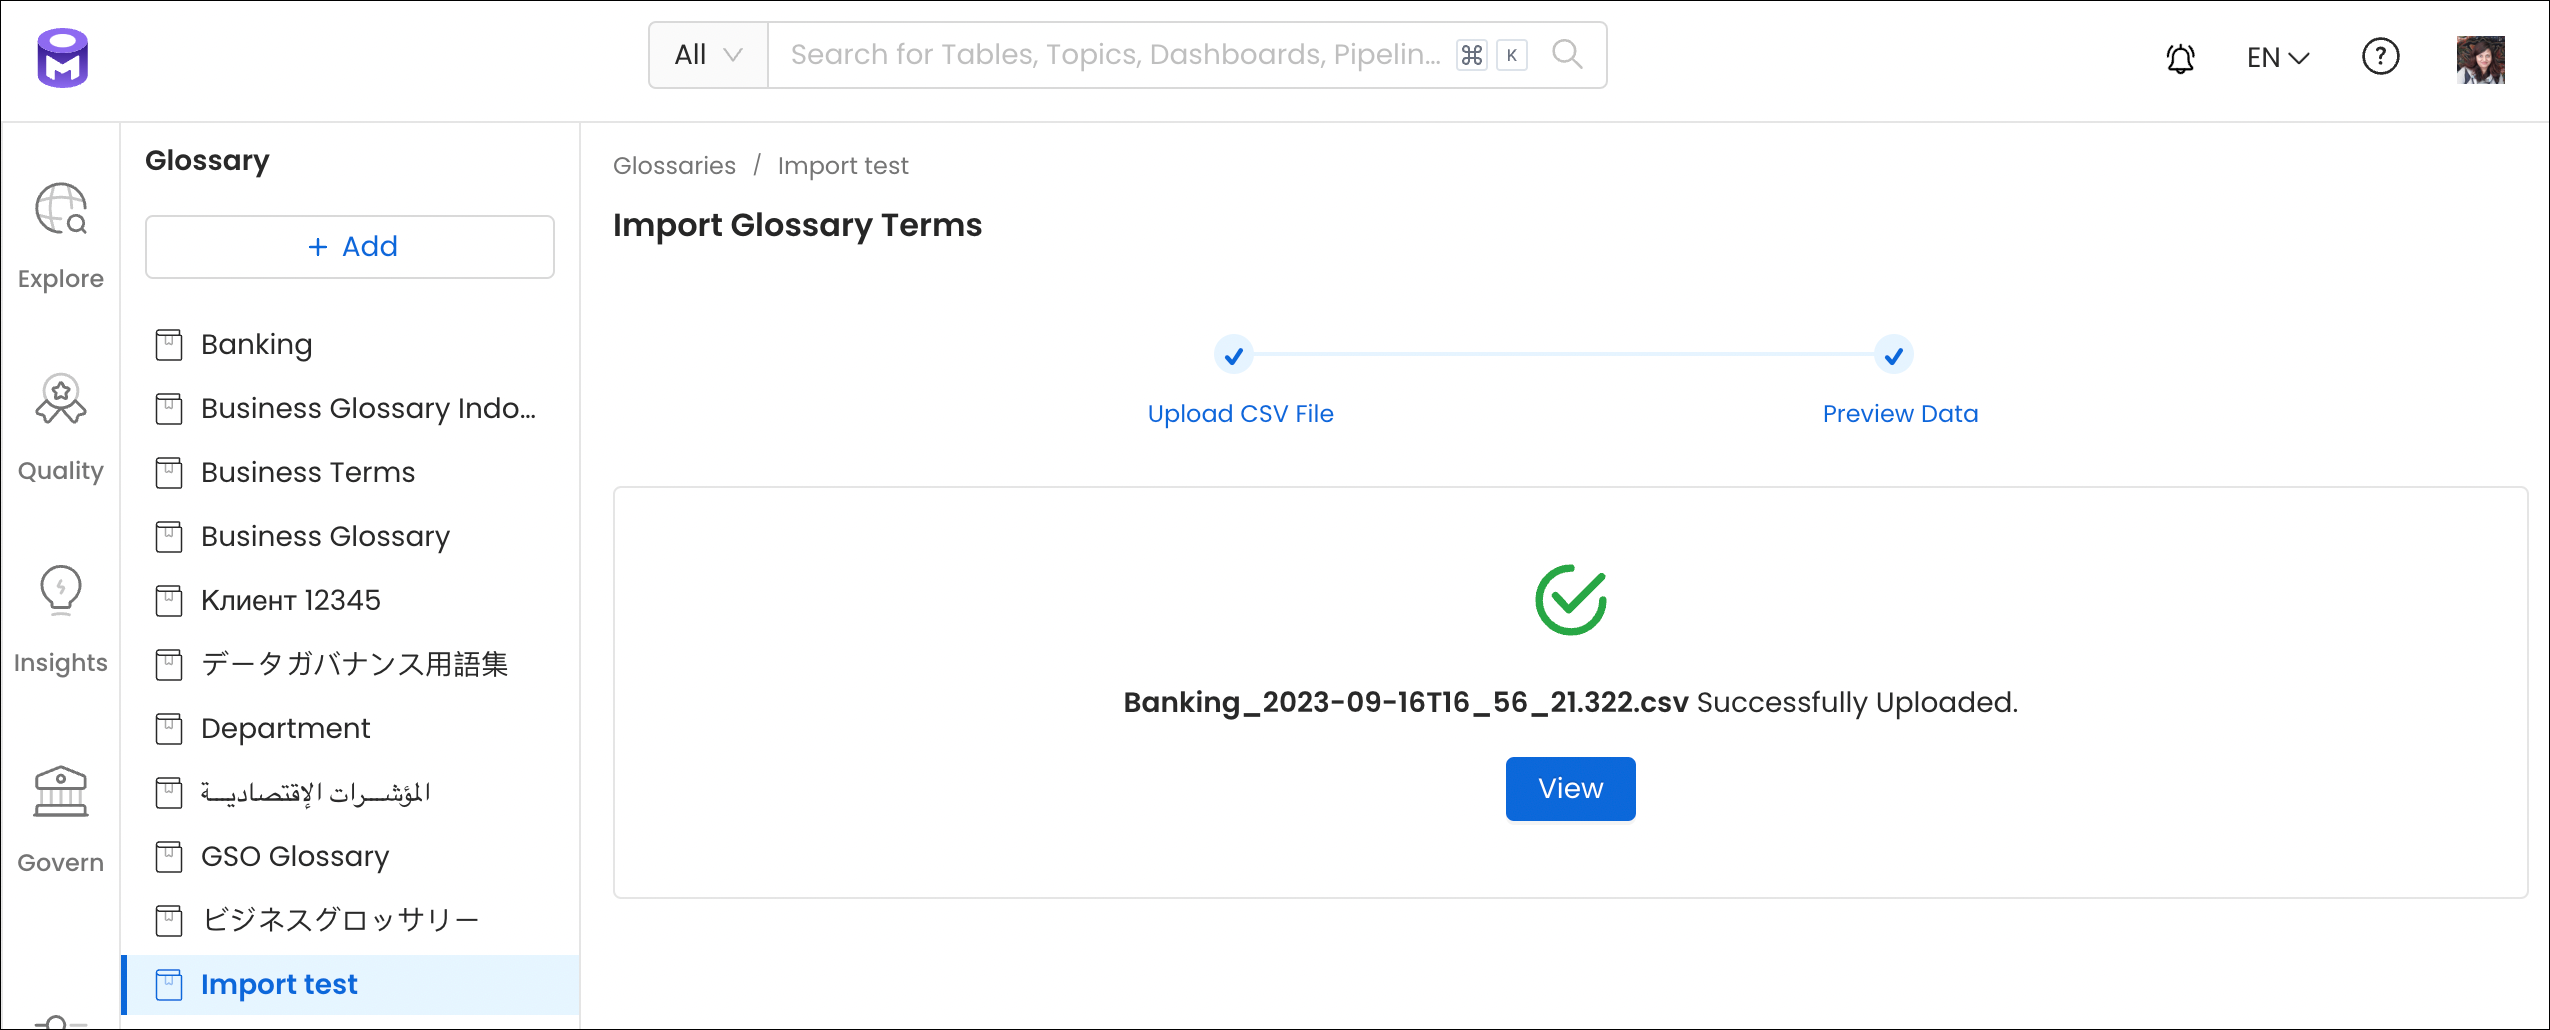 All
Search for Tables, Topics, Dashboards, Pipelin...
⌘ K
EN
?
Explore
Quality
Insights
Govern
Glossary
+ Add
Banking
Business Glossary Indo...
Business Terms
Business Glossary
Клиент 12345
データガバナンス用語集
Department
المؤشـــرات الإقتصاديـــة
GSO Glossary
ビジネスグロッサリー
Import test
Glossaries / Import test
Import Glossary Terms
Upload CSV File
Preview Data
Banking_2023-09-16T16_56_21.322.csv Successfully Uploaded.
View